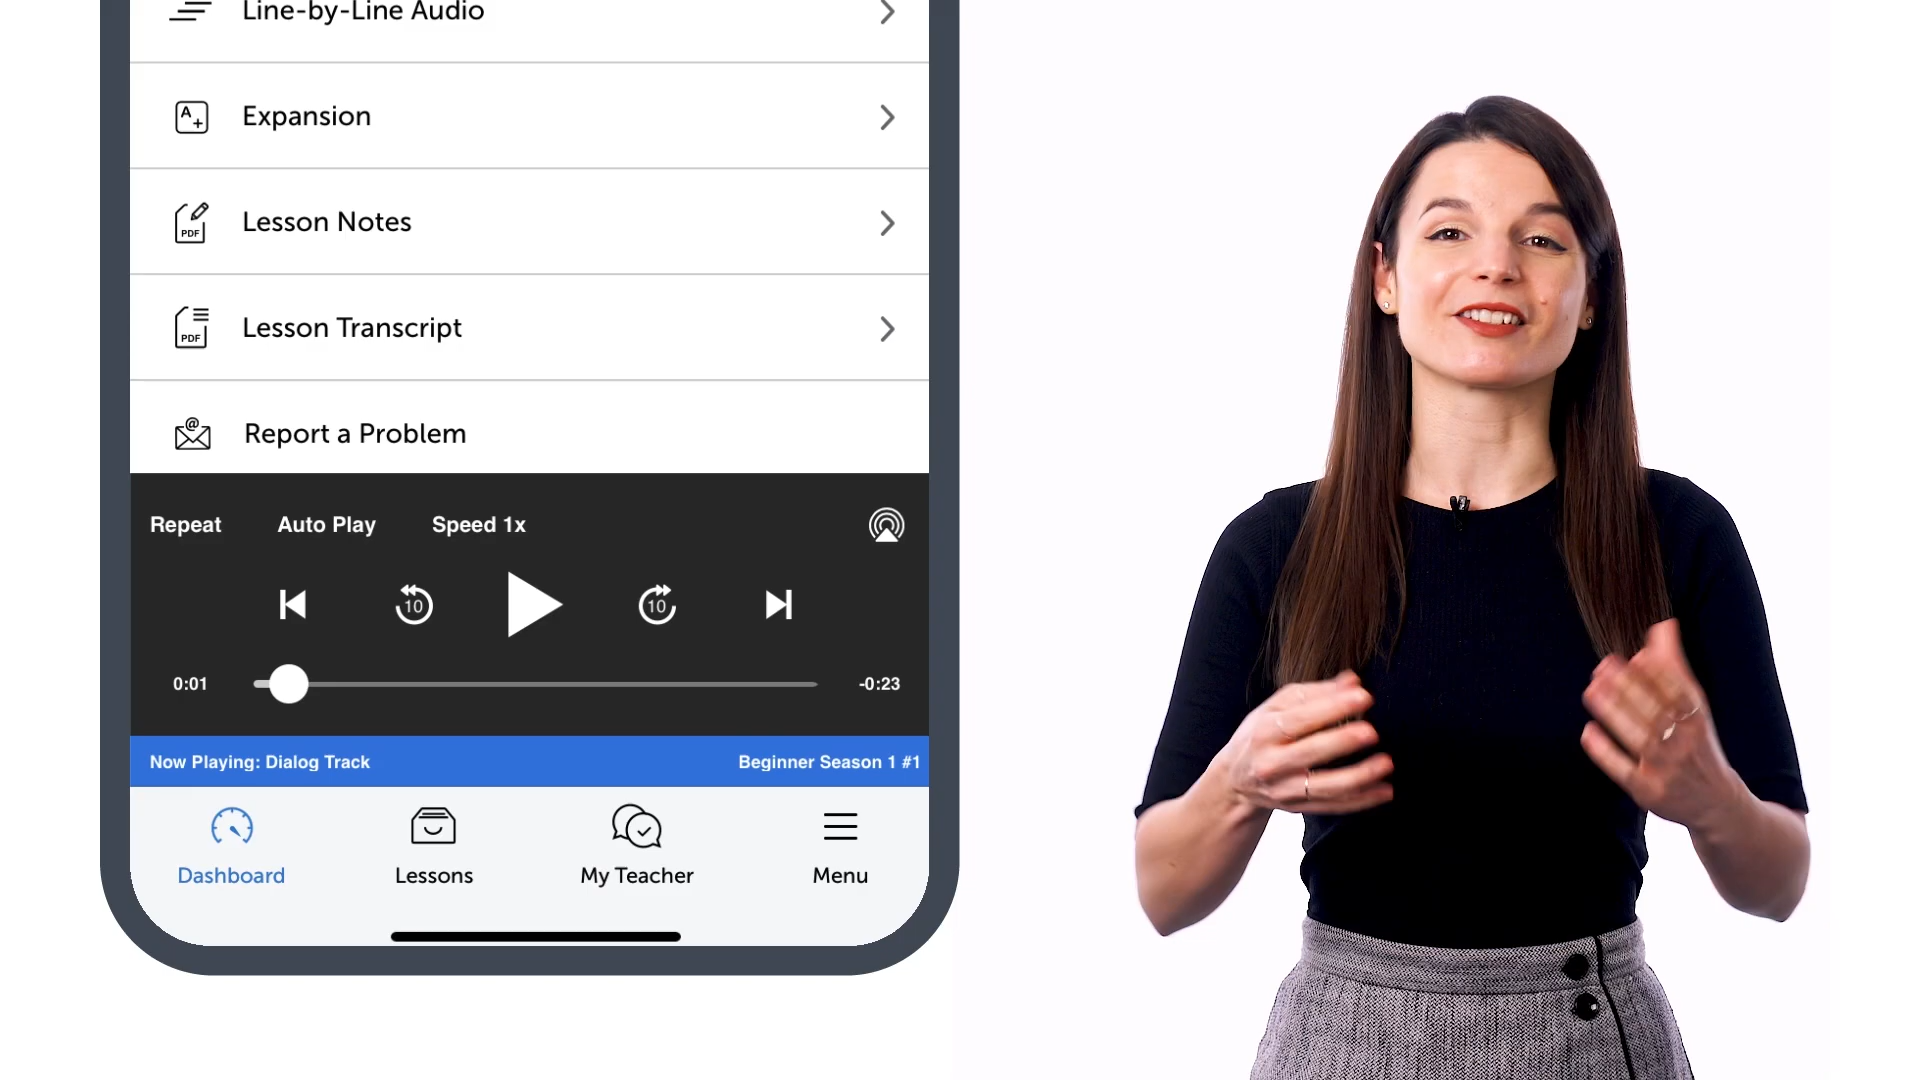 Line-by-Line Audio
A+
Expansion
PDF
Lesson Notes
PDF
Lesson Transcript
@
Report a Problem
Repeat Auto Play Speed 1x
10 10
0:01 -0:23
Now Playing: Dialog Track Beginner Season 1 #1
Dashboard Lessons My Teacher Menu